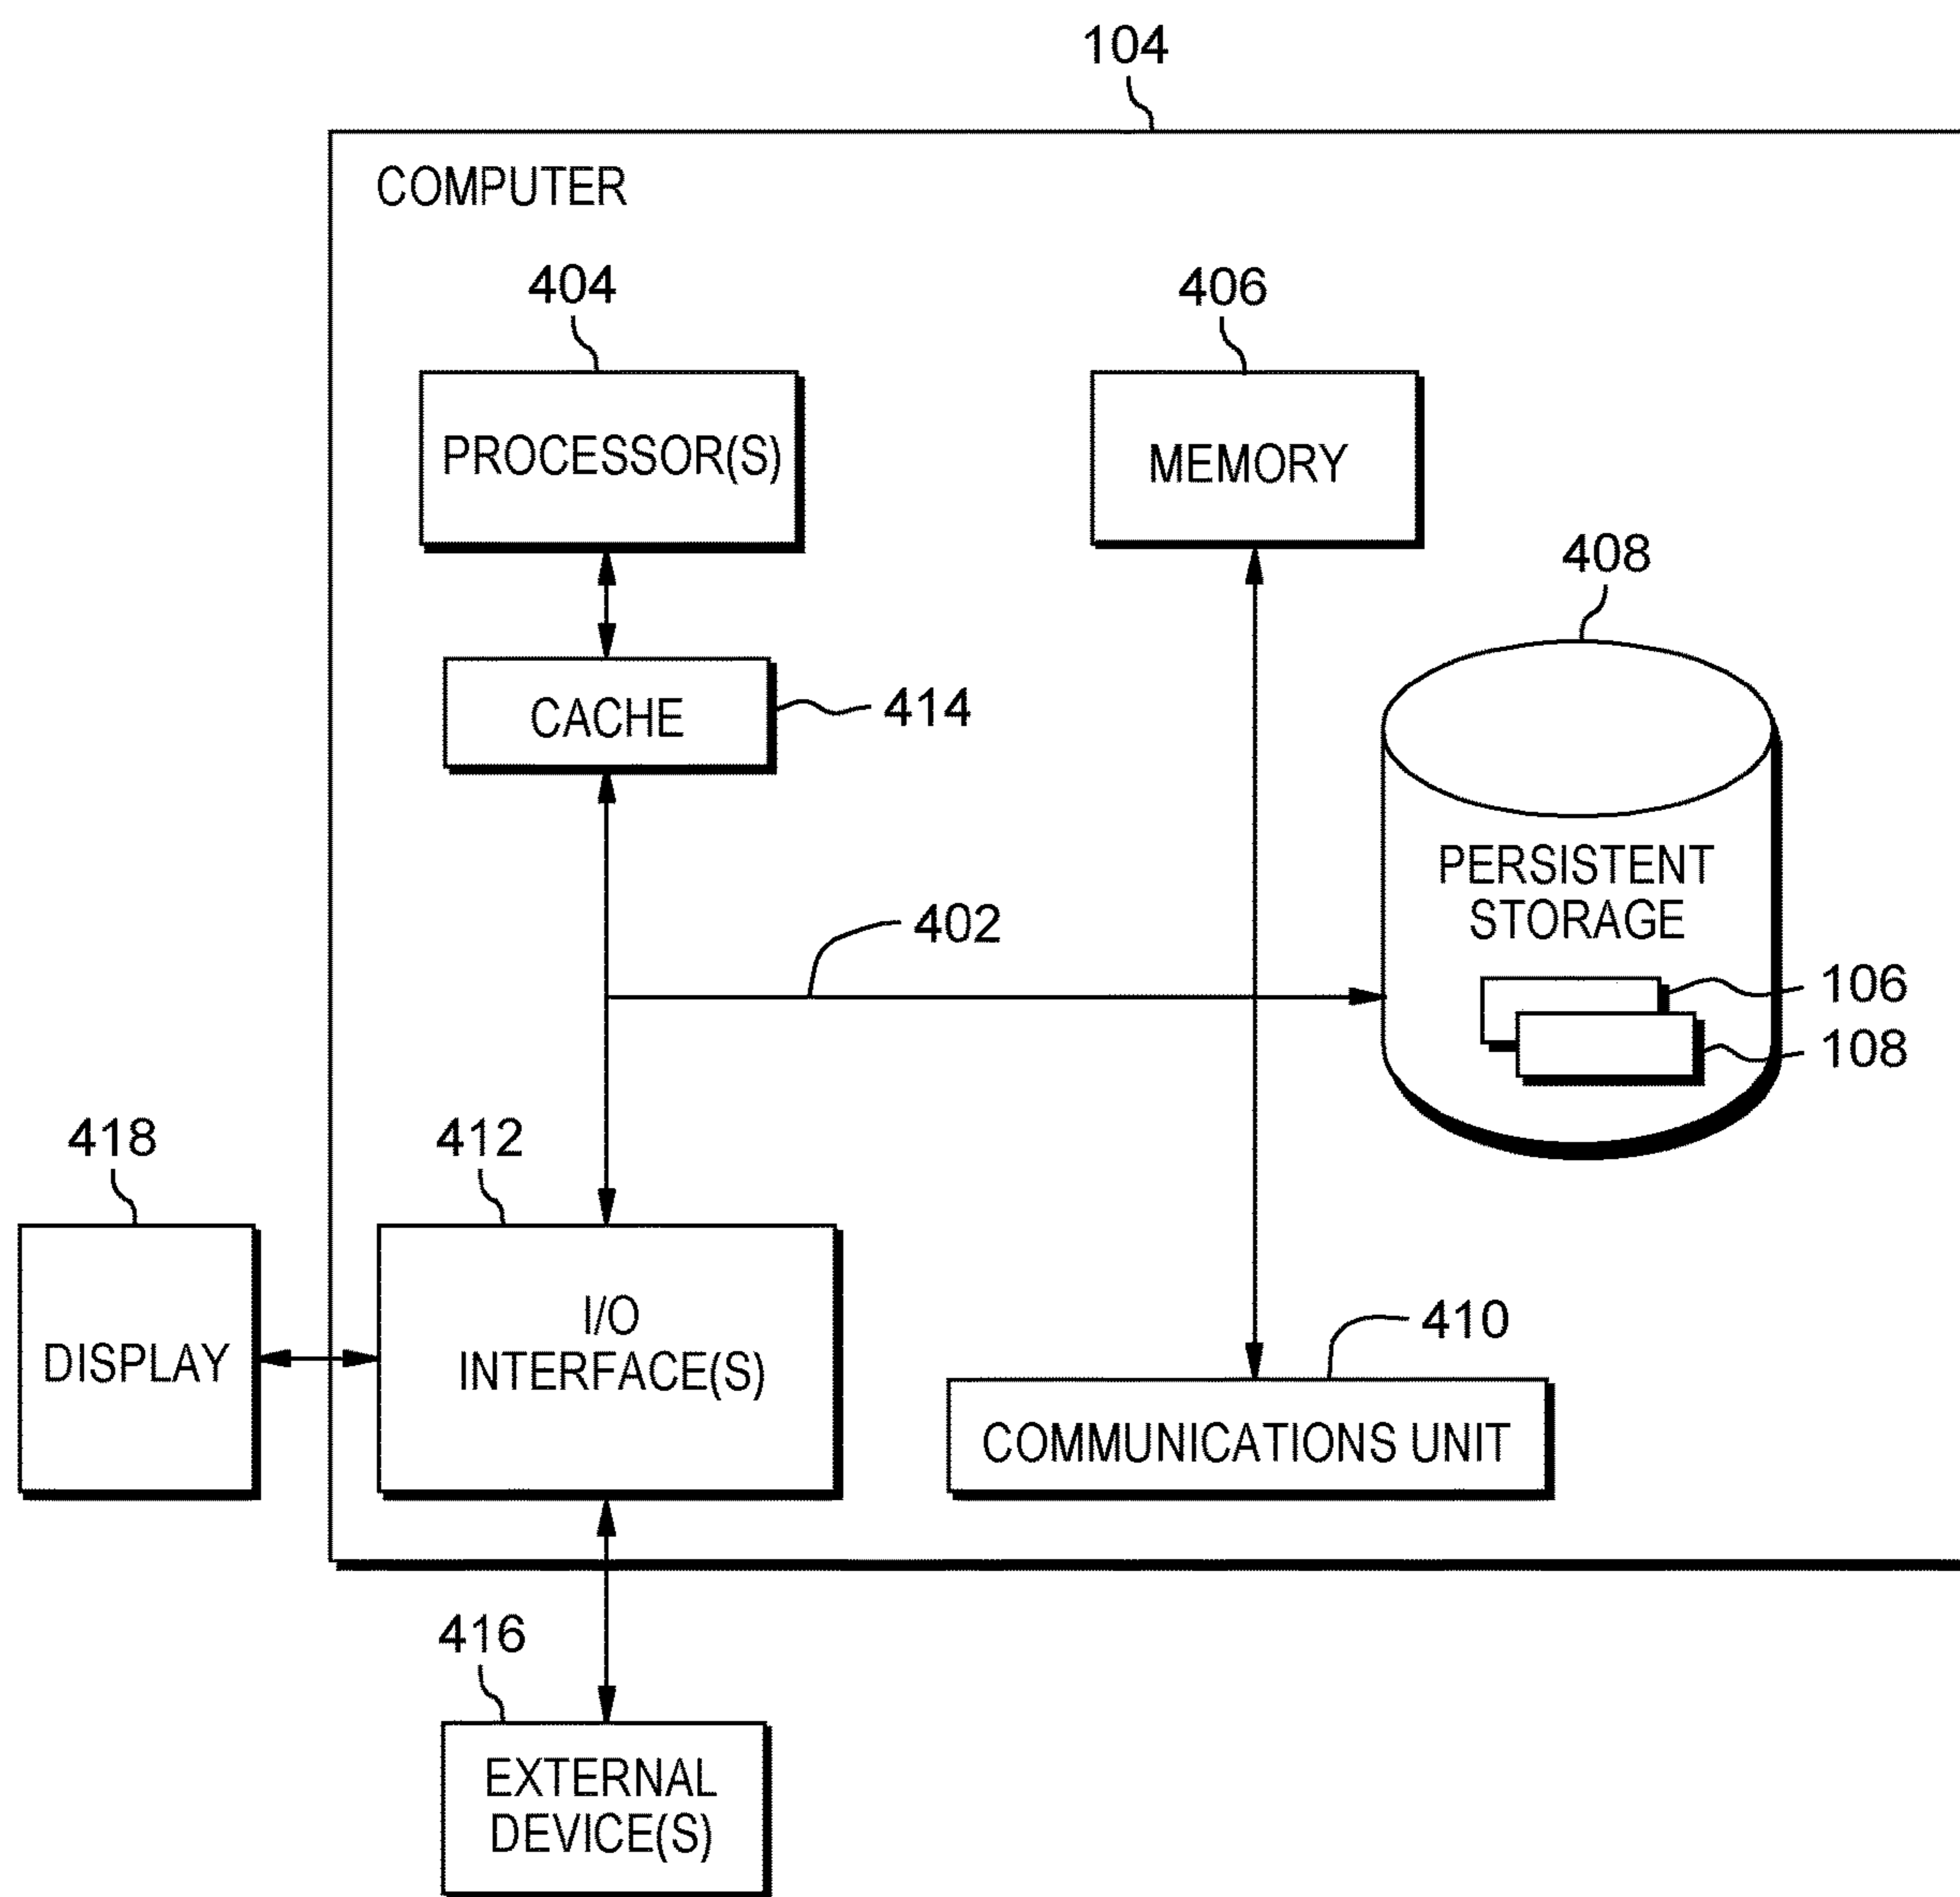 104
COMPUTER
404
406
PROCESSOR(S)
MEMORY
408
CACHE
414
PERSISTENT
STORAGE
402
106
108
418
412
I/O
INTERFACE(S)
410
DISPLAY
COMMUNICATIONS UNIT
416
EXTERNAL
DEVICE(S)